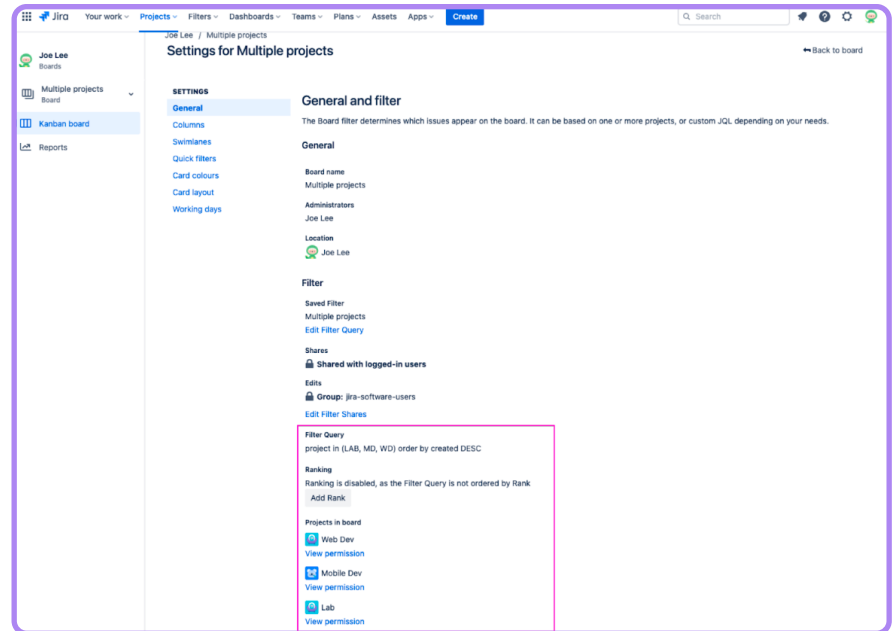 Jira
Your work Projects Filters Dashboards Teams Plans Assets Apps Create
Search
Joe Lee / Multiple projects
Settings for Multiple projects
Back to board
Joe Lee
Boards
Multiple projects
Board
Kanban board
Reports
SETTINGS
General
Columns
Swimlanes
Quick filters
Card colours
Card layout
Working days
General and filter
The Board filter determines which issues appear on the board. It can be based on one or more projects, or custom JQL depending on your needs.
General
Board name
Multiple projects
Administrators
Joe Lee
Location
Joe Lee
Filter
Saved Filter
Multiple projects
Edit Filter Query
Shares
Shared with logged-in users
Edits
Group: jira-software-users
Edit Filter Shares
Filter Query
project in (LAB, MD, WD) order by created DESC
Ranking
Ranking is disabled, as the Filter Query is not ordered by Rank
Add Rank
Projects in board
Web Dev
View permission
Mobile Dev
View permission
Lab
View permission